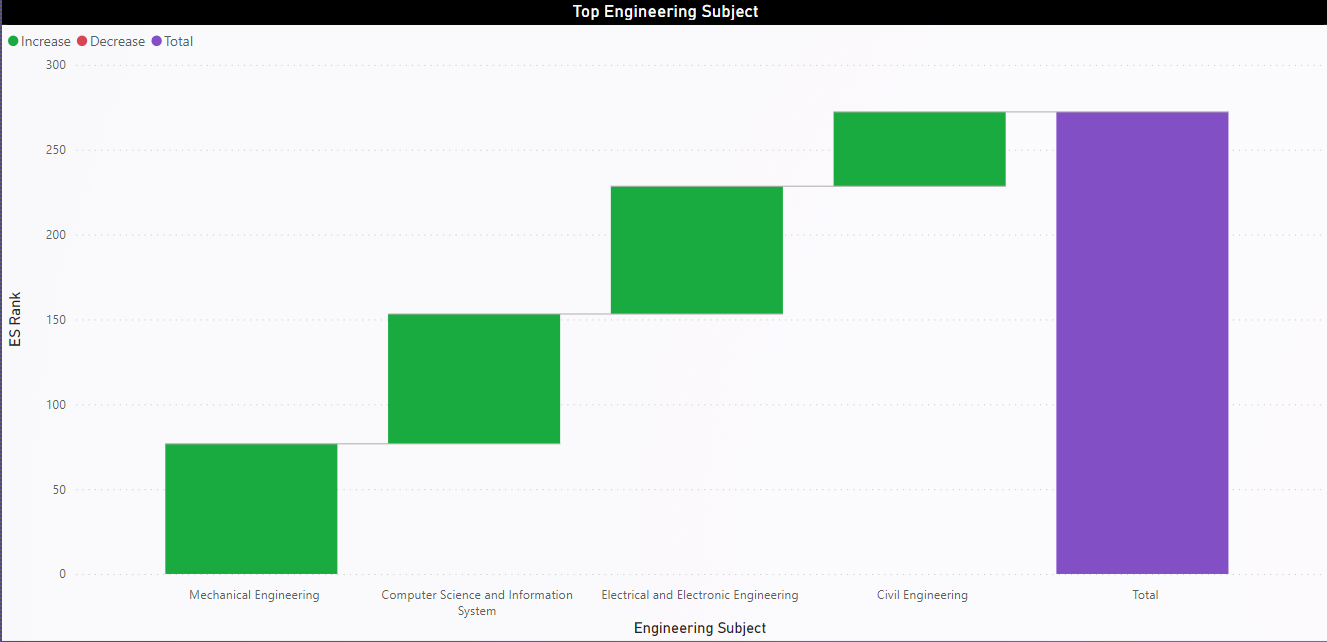 Top Engineering Subject
Increase Decrease Total
300
250
200
150
100
50
0
ES Rank
Mechanical Engineering
Computer Science and Information
System
Electrical and Electronic Engineering
Civil Engineering
Total
Engineering Subject